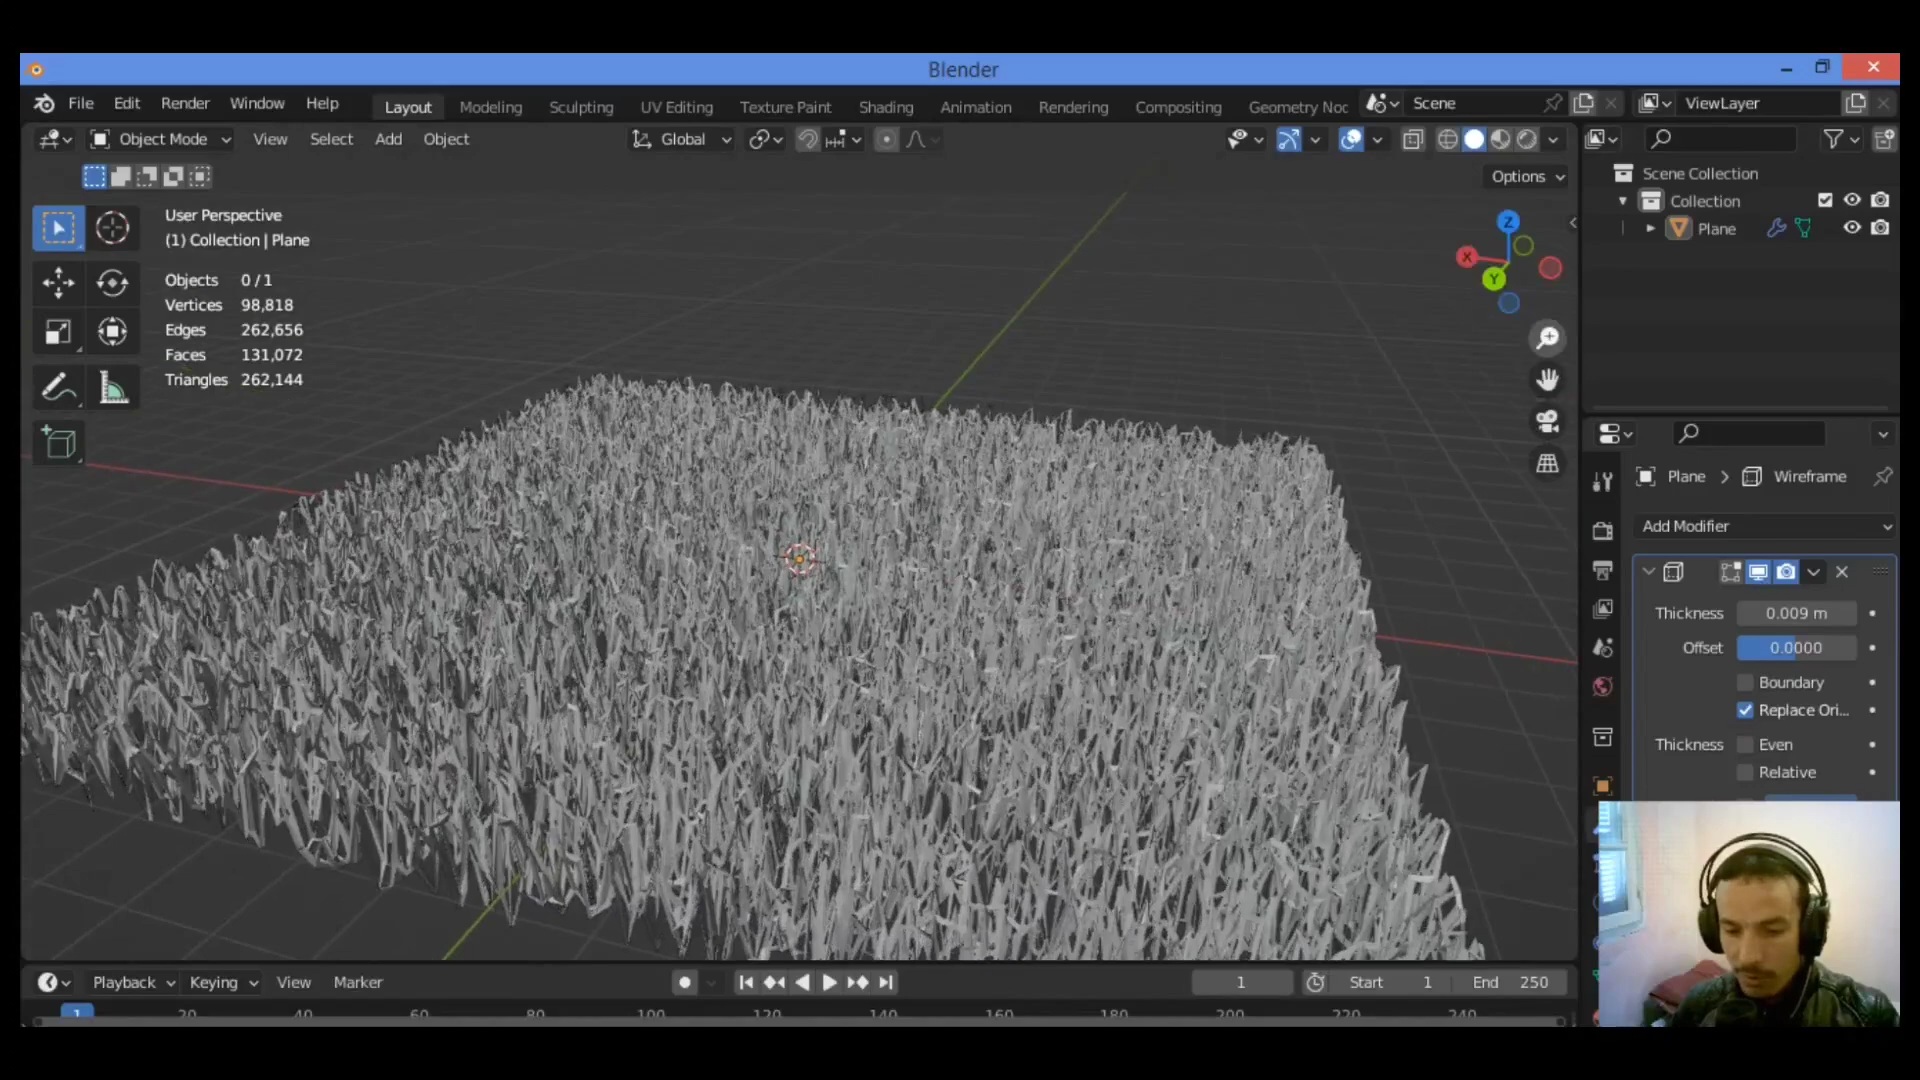 Blender
File Edit Render Window Help Layout Modeling Sculpting UV Editing Texture Paint Shading Animation Rendering Compositing Geometry Noc Scene ViewLayer
Object Mode View Select Add Object Global
Options
User Perspective
(1) Collection | Plane
Objects 0 / 1
Vertices 98,818
Edges 262,656
Faces 131,072
Triangles 262,144
Z
X
Y
Scene Collection
Collection
Plane
Plane > Wireframe
Add Modifier
Thickness 0.009 m
Offset 0.0000
Boundary
Replace Ori...
Thickness Even
Relative
Playback Keying View Marker 1 Start 1 End 250
1 20 40 60 80 100 120 140 160 180 200 220 240